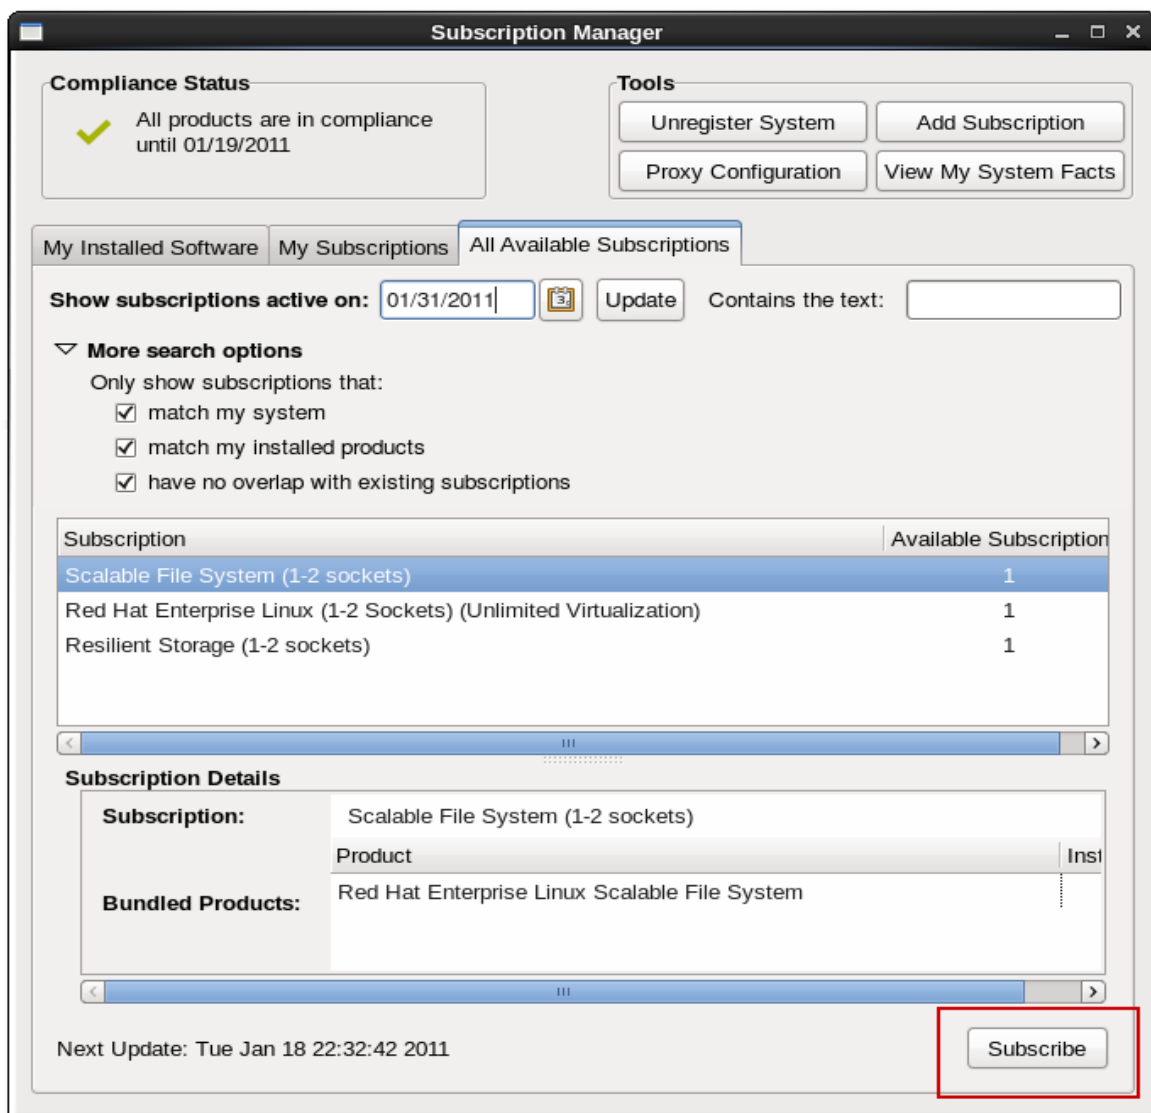 Subscription Manager
Compliance Status
All products are in compliance
until 01/19/2011
Tools
Unregister System
Add Subscription
Proxy Configuration
View My System Facts
My Installed Software
My Subscriptions
All Available Subscriptions
Show subscriptions active on:
01/31/2011
Update
Contains the text:
More search options
Only show subscriptions that:
match my system
match my installed products
have no overlap with existing subscriptions
Subscription
Available Subscription
Scalable File System (1-2 sockets)
1
Red Hat Enterprise Linux (1-2 Sockets) (Unlimited Virtualization)
1
Resilient Storage (1-2 sockets)
1
Subscription Details
Subscription:
Scalable File System (1-2 sockets)
Product
Inst
Bundled Products:
Red Hat Enterprise Linux Scalable File System
Next Update: Tue Jan 18 22:32:42 2011
Subscribe